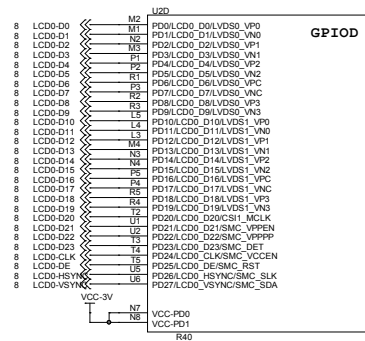 U2D
GPIOD
8 LCD0-D0 M2 PD0/LCD0_D0/LVDS0_VP0
8 LCD0-D1 M1 PD1/LCD0_D1/LVDS0_VN0
8 LCD0-D2 N2 PD2/LCD0_D2/LVDS0_VP1
8 LCD0-D3 M3 PD3/LCD0_D3/LVDS0_VN1
8 LCD0-D4 P1 PD4/LCD0_D4/LVDS0_VP2
8 LCD0-D5 P2 PD5/LCD0_D5/LVDS0_VN2
8 LCD0-D6 R1 PD6/LCD0_D6/LVDS0_VPC
8 LCD0-D7 P3 PD7/LCD0_D7/LVDS0_VNC
8 LCD0-D8 R2 PD8/LCD0_D8/LVDS0_VP3
8 LCD0-D9 R3 PD9/LCD0_D9/LVDS0_VN3
8 LCD0-D10 L5 PD10/LCD0_D10/LVDS1_VP0
8 LCD0-D11 L4 PD11/LCD0_D11/LVDS1_VN0
8 LCD0-D12 L3 PD12/LCD0_D12/LVDS1_VP1
8 LCD0-D13 M4 PD13/LCD0_D13/LVDS1_VN1
8 LCD0-D14 N3 PD14/LCD0_D14/LVDS1_VP2
8 LCD0-D15 N4 PD15/LCD0_D15/LVDS1_VN2
8 LCD0-D16 P5 PD16/LCD0_D16/LVDS1_VPC
8 LCD0-D17 P4 PD17/LCD0_D17/LVDS1_VNC
8 LCD0-D18 R5 PD18/LCD0_D18/LVDS1_VP3
8 LCD0-D19 R4 PD19/LCD0_D19/LVDS1_VN3
8 LCD0-D20 T2 PD20/LCD0_D20/CSI1_MCLK
8 LCD0-D21 U1 PD21/LCD0_D21/SMC_VPPEN
8 LCD0-D22 U2 PD22/LCD0_D22/SMC_VPPPP
8 LCD0-D23 T3 PD23/LCD0_D23/SMC_DET
8 LCD0-CLK T4 PD24/LCD0_CLK/SMC_VCCEN
8 LCD0-DE T5 PD25/LCD0_DE/SMC_RST
8 LCD0-HSYNC U5 PD26/LCD0_HSYNC/SMC_SLK
8 LCD0-VSYNC U6 PD27/LCD0_VSYNC/SMC_SDA
VCC-3V
N7 VCC-PD0
N8 VCC-PD1
R40